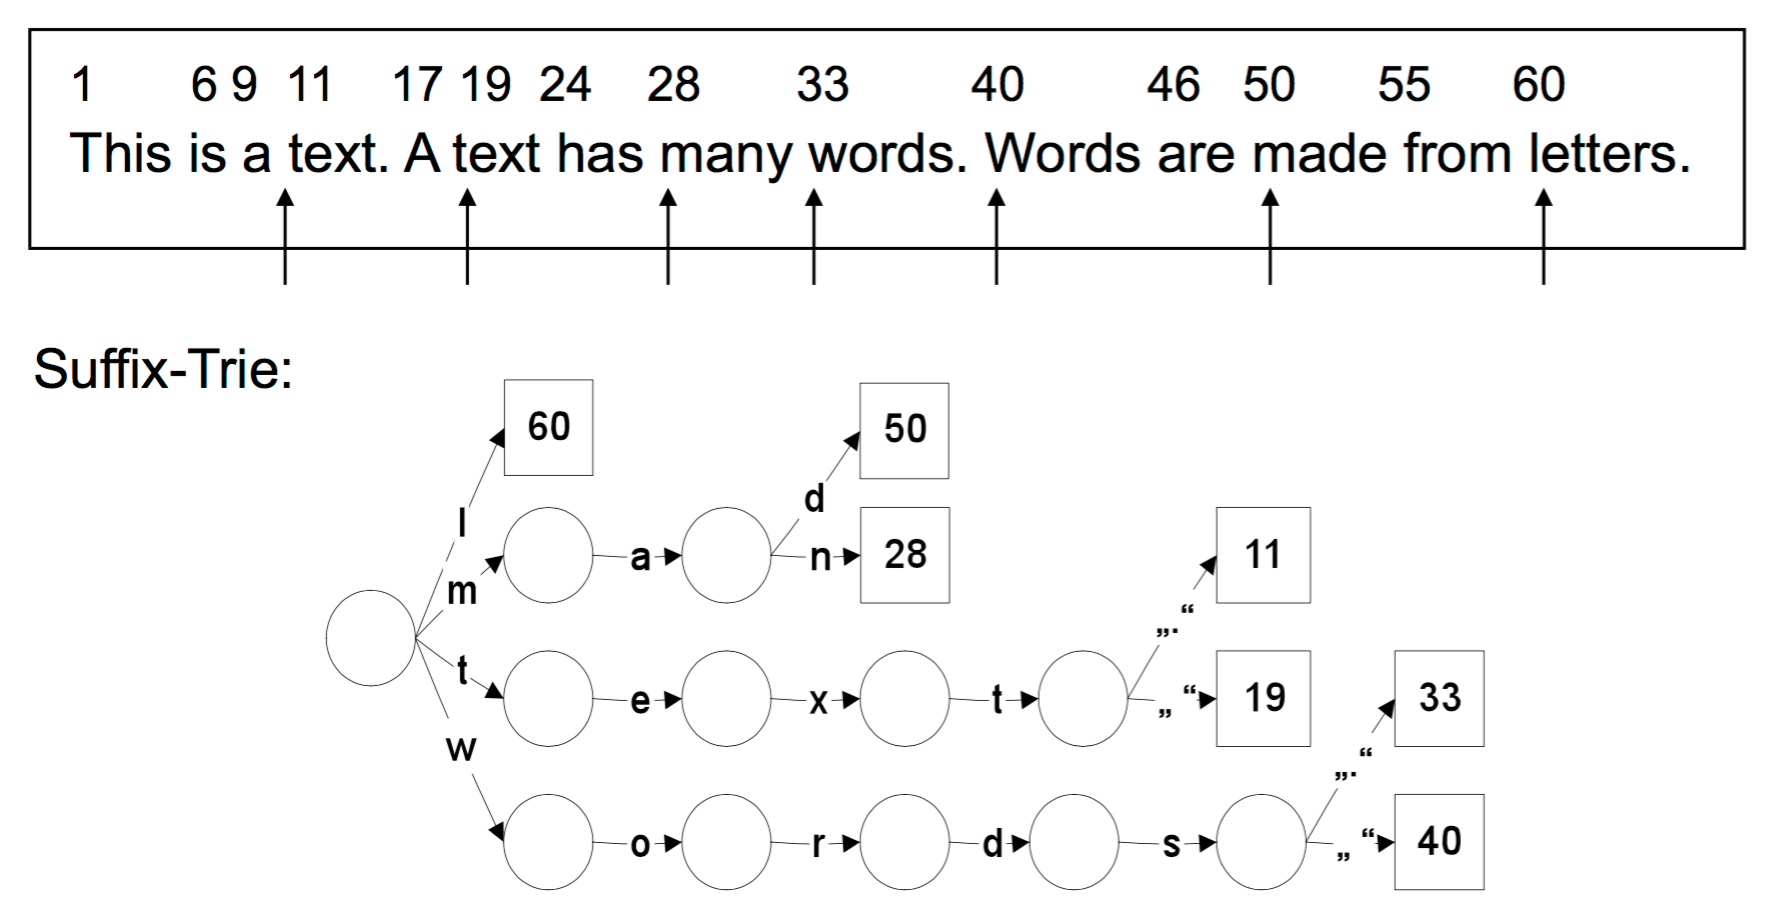 1 6 9 11 17 19 24 28 33 40 46 50 55 60
This is a text. A text has many words. Words are made from letters.
Suffix-Trie:
60
50
l
d
m
a
n
28
11
„.“
t
e
x
t
„ “
19
33
w
„.“
o
r
d
s
„ “
40